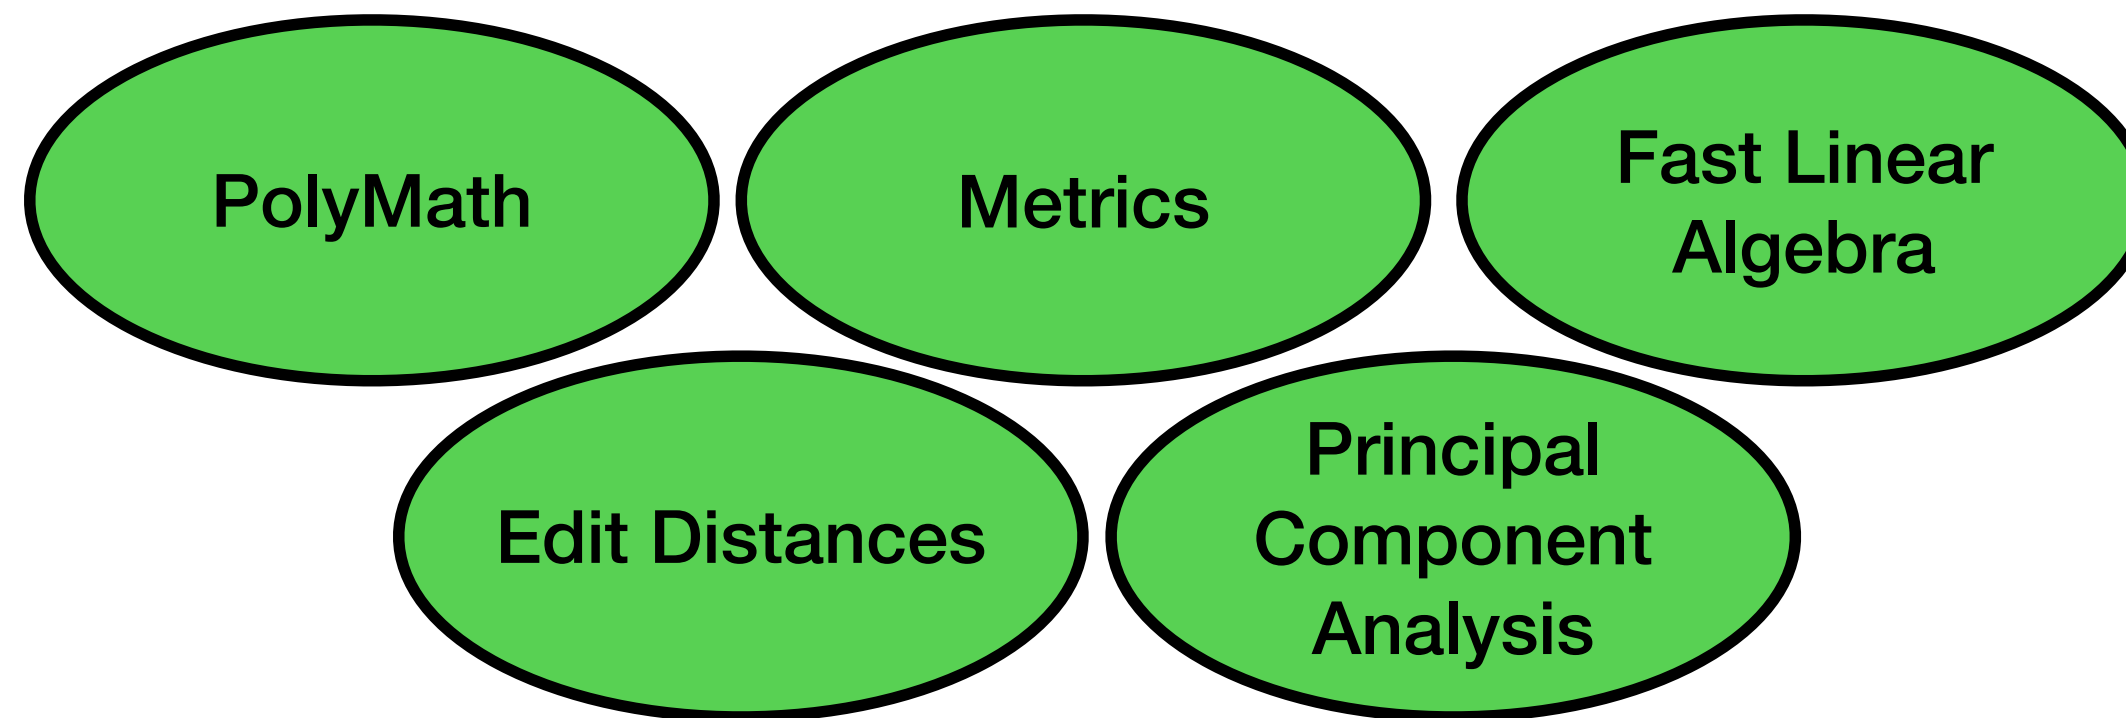 PolyMath
Metrics
Fast Linear
Algebra
Edit Distances
Principal
Component
Analysis